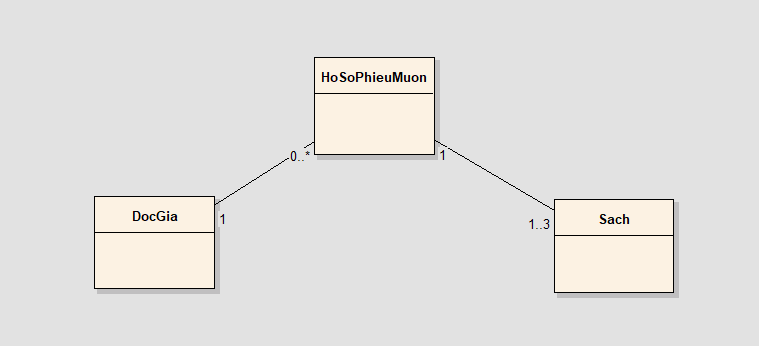 HoSoPhieuMuon
0..*
1
DocGia
1
Sach
1..3